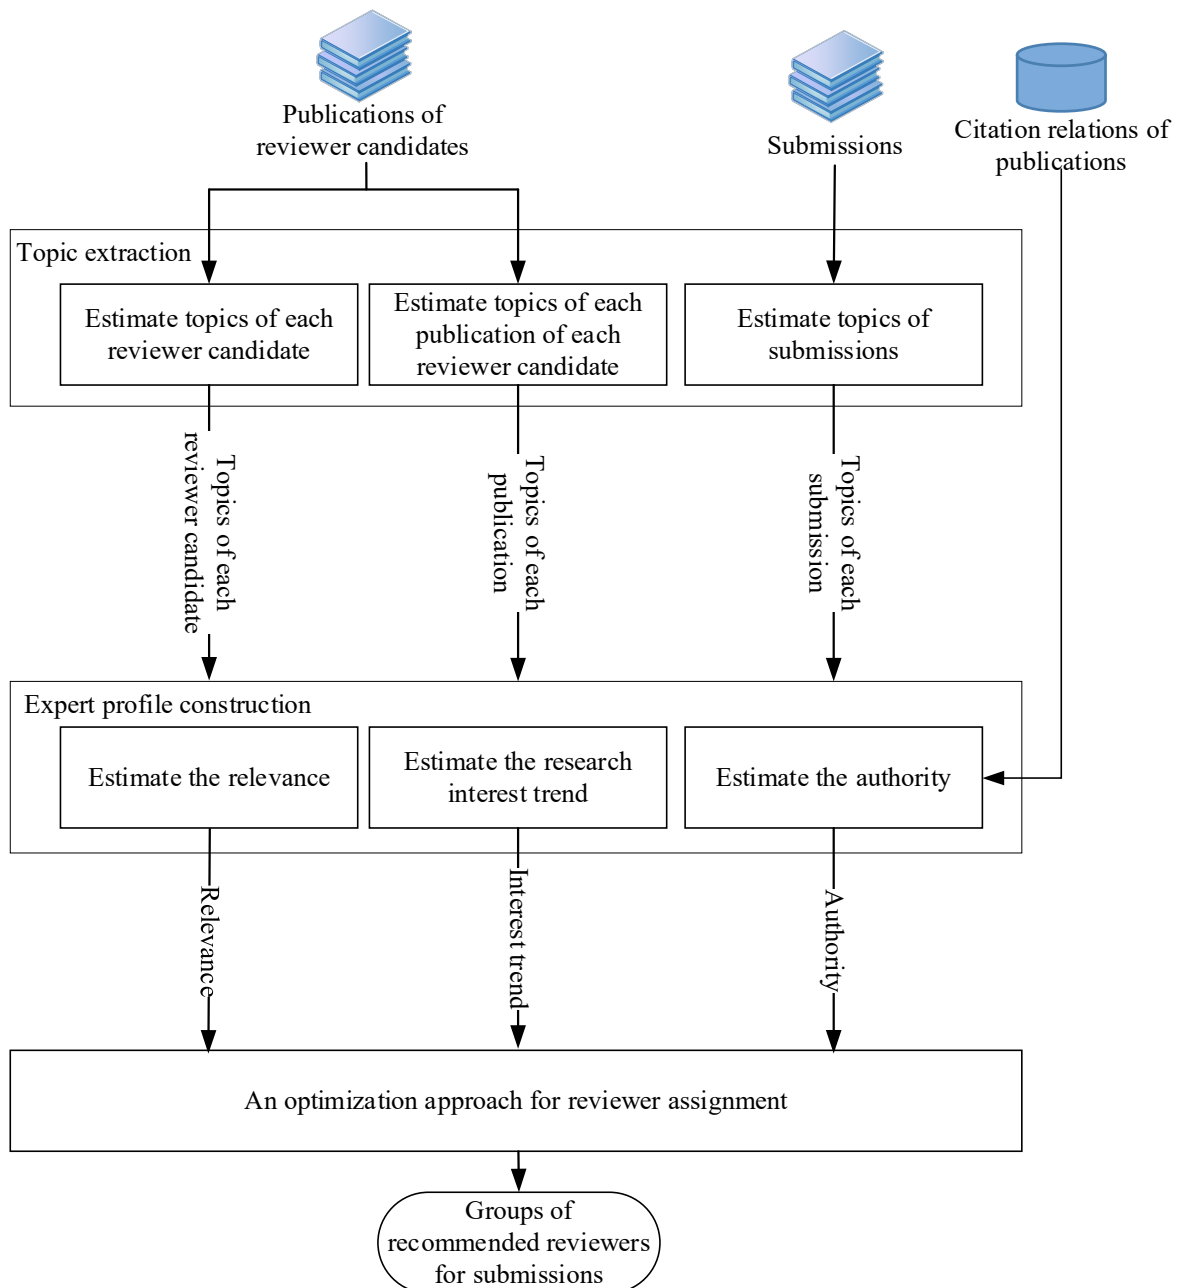 Publications of
reviewer candidates
Submissions
Citation relations of
publications
Topic extraction
Estimate topics of each
reviewer candidate
Estimate topics of each
publication of each
reviewer candidate
Estimate topics of
submissions
Topics of each
reviewer candidate
Topics of each
publication
Topics of each
submission
Expert profile construction
Estimate the relevance
Estimate the research
interest trend
Estimate the authority
Relevance
Interest trend
Authority
An optimization approach for reviewer assignment
Groups of
recommended reviewers
for submissions